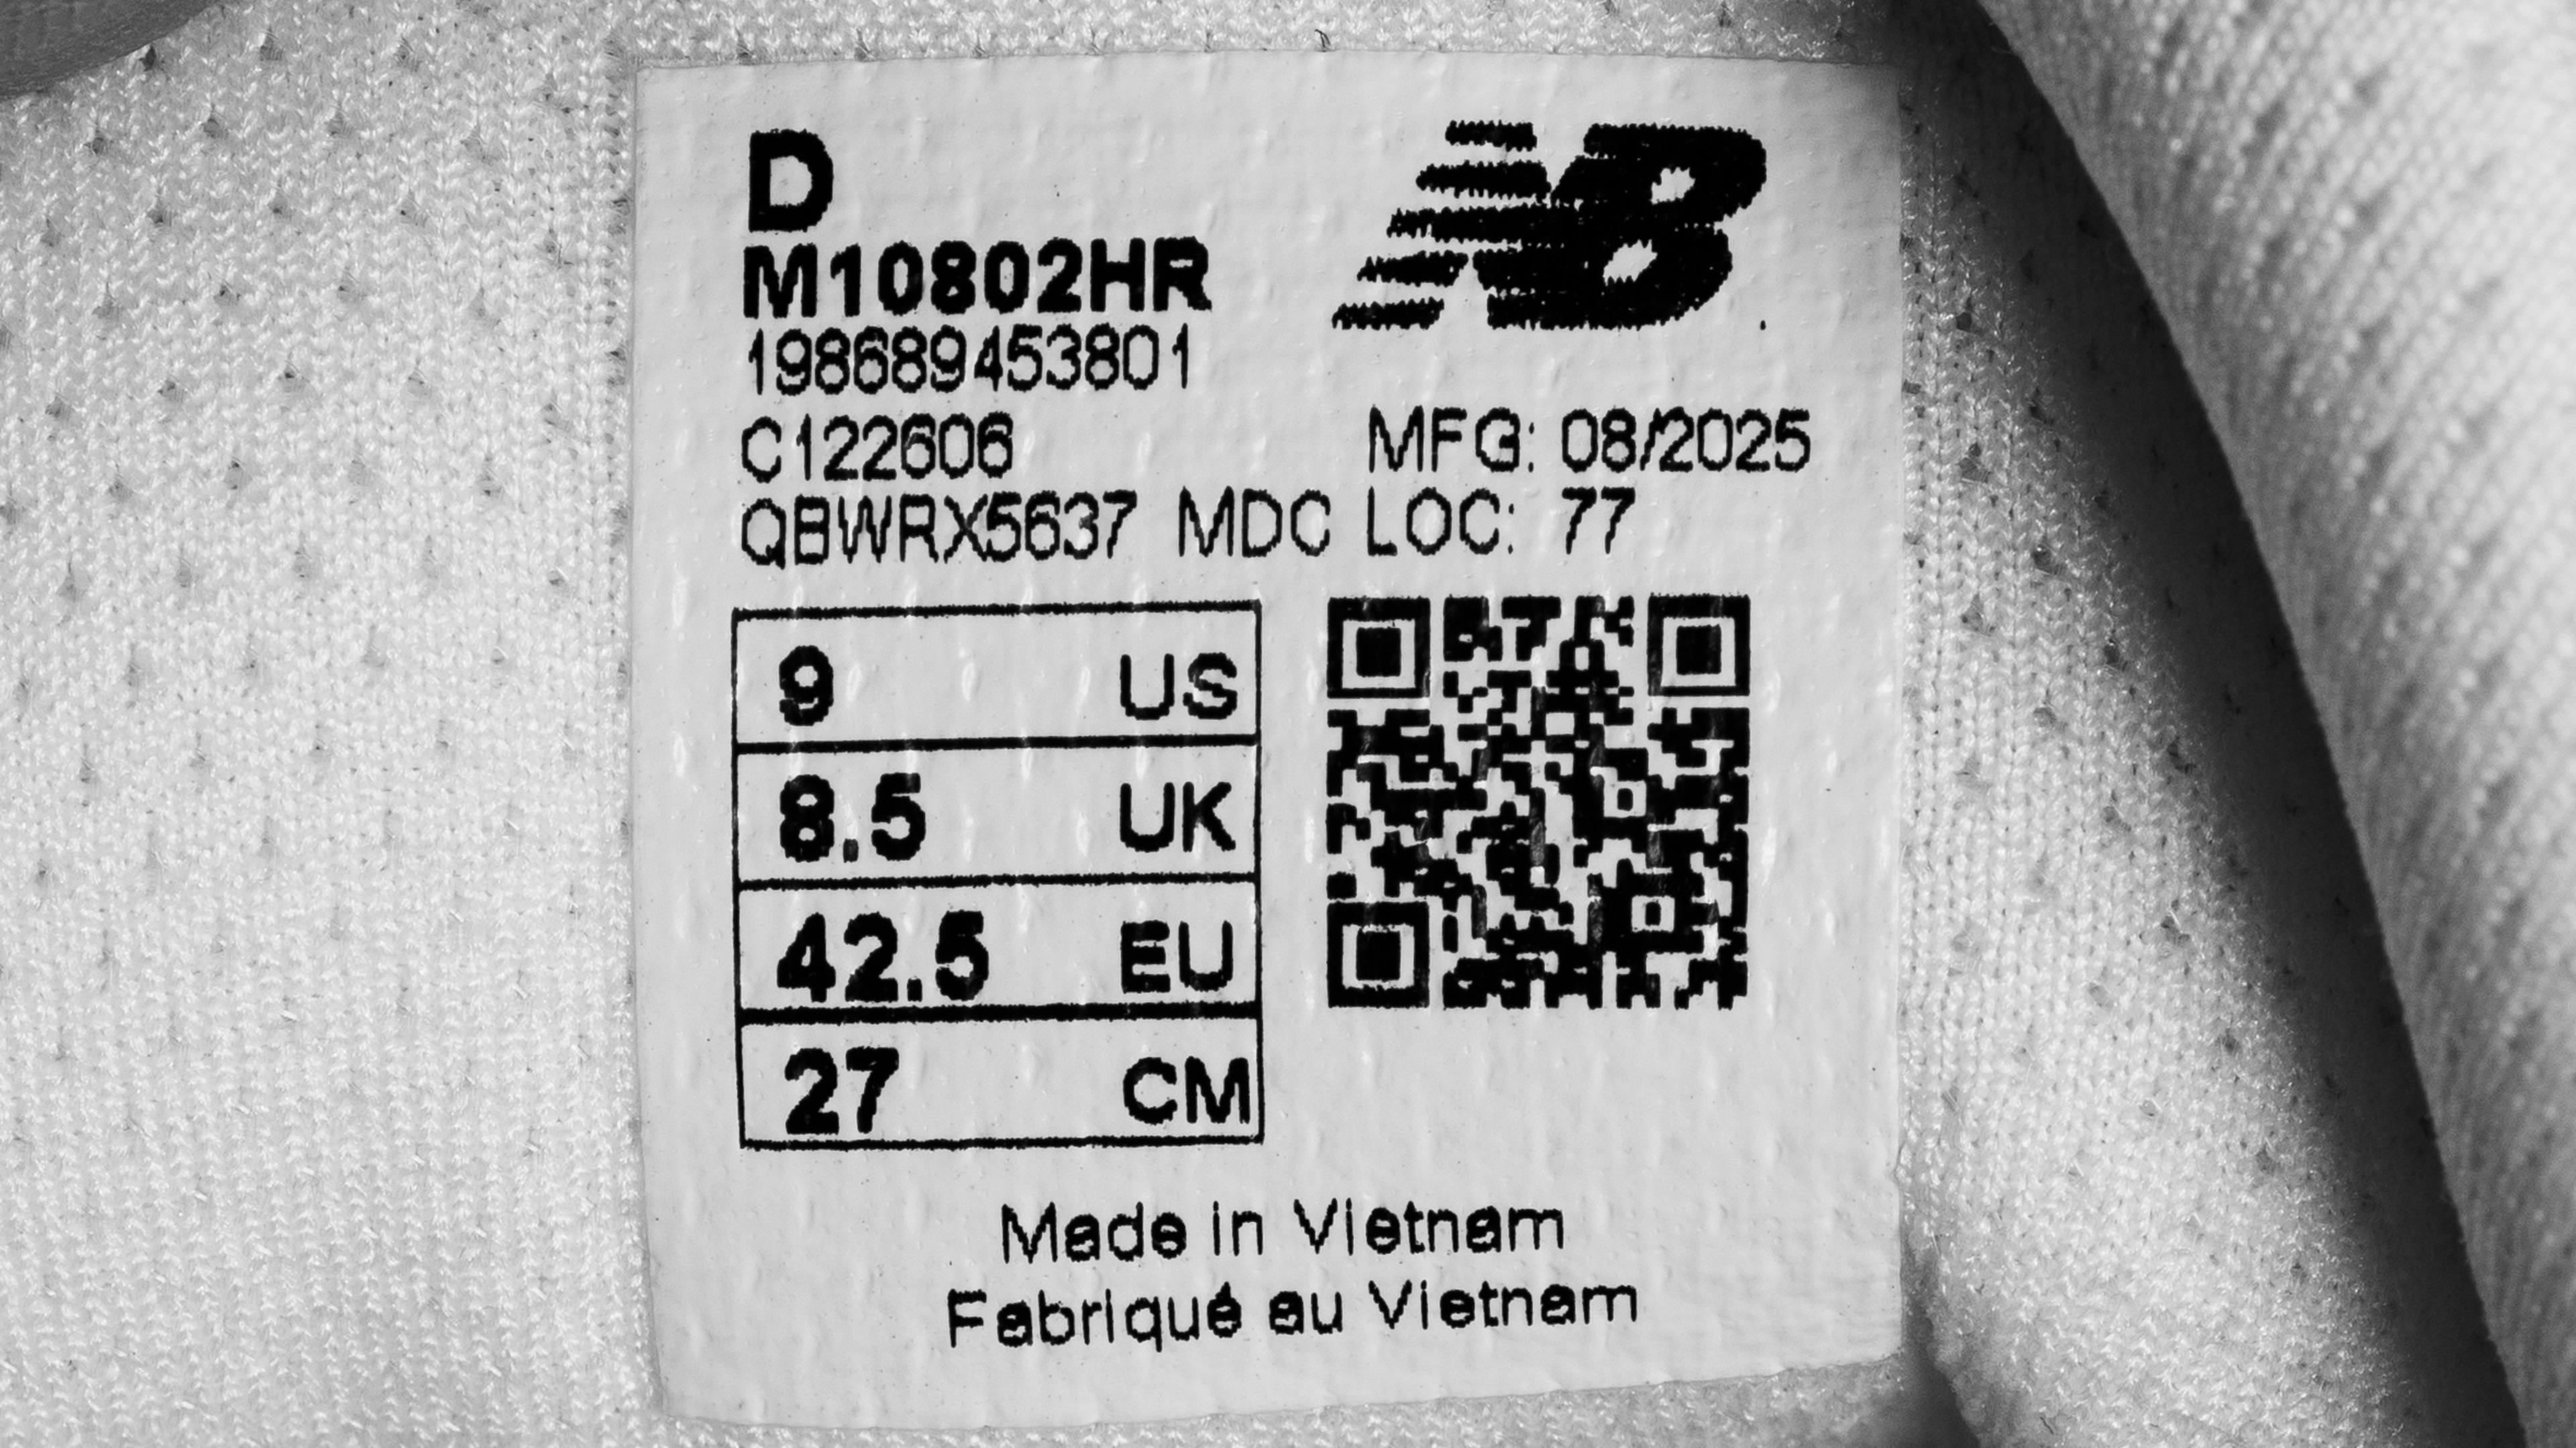 D
M10802HR
198689453801
C122606 MFG: 08/2025
QBWRX5637 MDC LOC: 77
9 US
8.5 UK
42.5 EU
27 CM
Made in Vietnam
Fabriqué au Vietnam